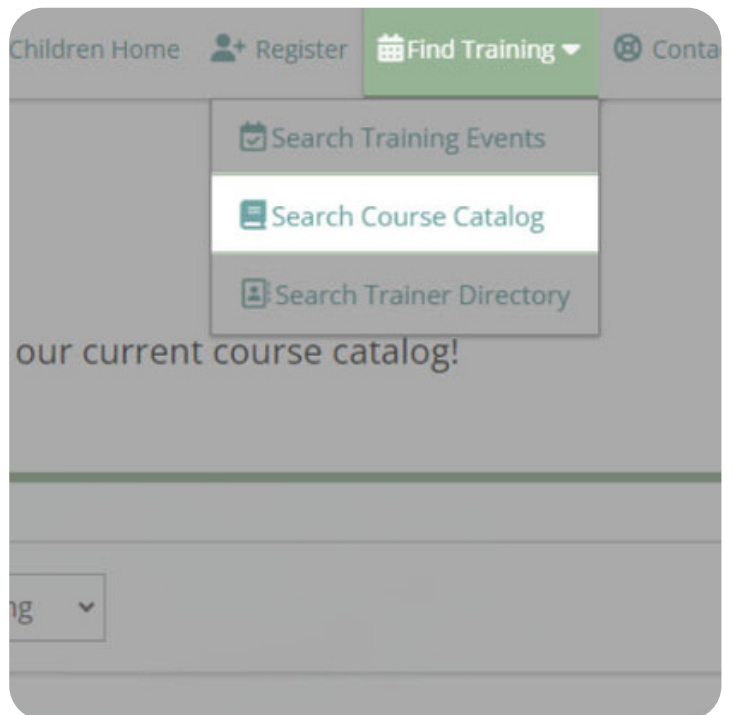 Children Home Register Find Training
Search Training Events
Search Course Catalog
Search Trainer Directory
our current course catalog!